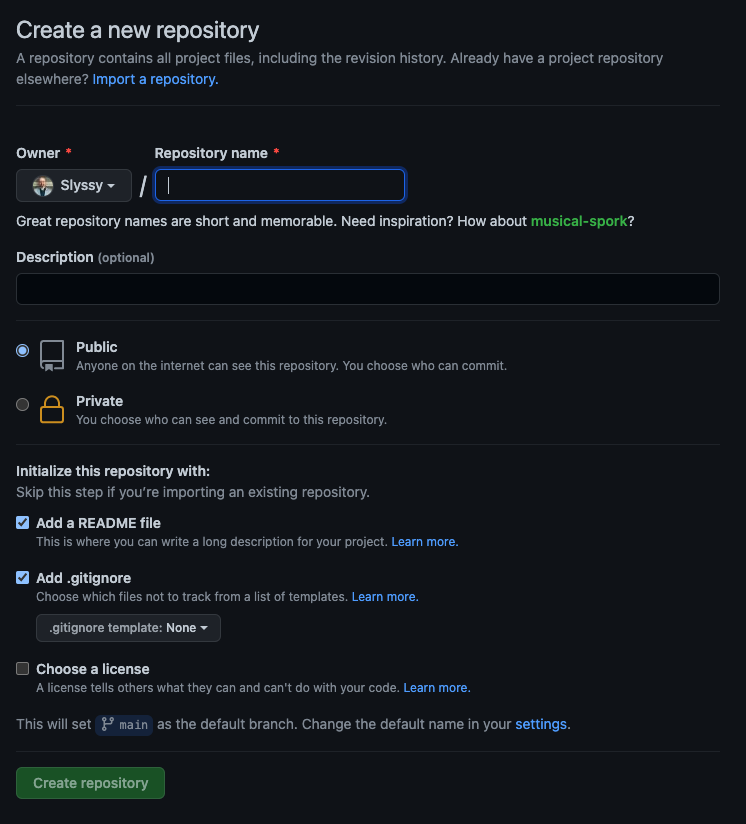 Create a new repository
A repository contains all project files, including the revision history. Already have a project repository
elsewhere? Import a repository.
Owner *
Repository name *
Slyssy
/
Great repository names are short and memorable. Need inspiration? How about musical-spork?
Description (optional)
Public
Anyone on the internet can see this repository. You choose who can commit.
Private
You choose who can see and commit to this repository.
Initialize this repository with:
Skip this step if you’re importing an existing repository.
Add a README file
This is where you can write a long description for your project. Learn more.
Add .gitignore
Choose which files not to track from a list of templates. Learn more.
.gitignore template: None
Choose a license
A license tells others what they can and can't do with your code. Learn more.
This will set main as the default branch. Change the default name in your settings.
Create repository